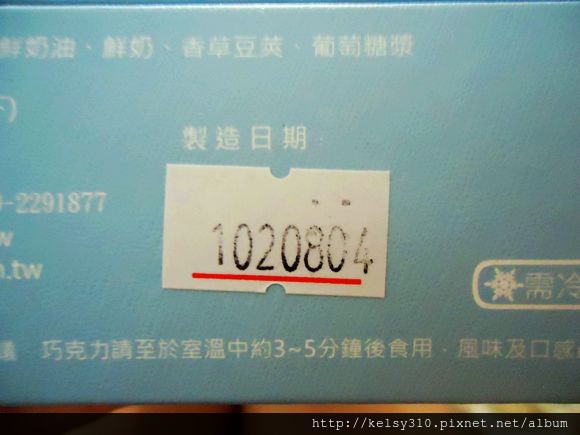 鮮奶油、鮮奶、香草豆莢、葡萄糖漿
製造日期
-2291877
1020804
w
.tw
需冷
巧克力請至於室溫中約3~5分鐘後食用，風味及口感
http://kelsy310.pixnet.net/album